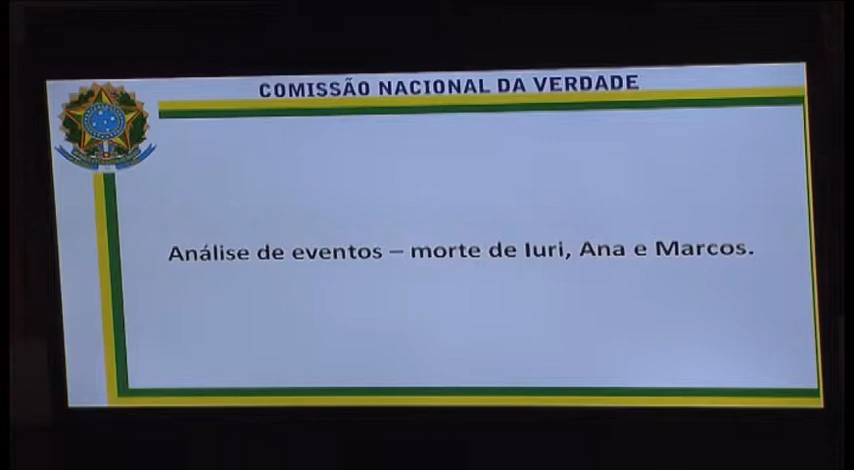 COMISSÃO NACIONAL DA VERDADE
Análise de eventos – morte de Iuri, Ana e Marcos.